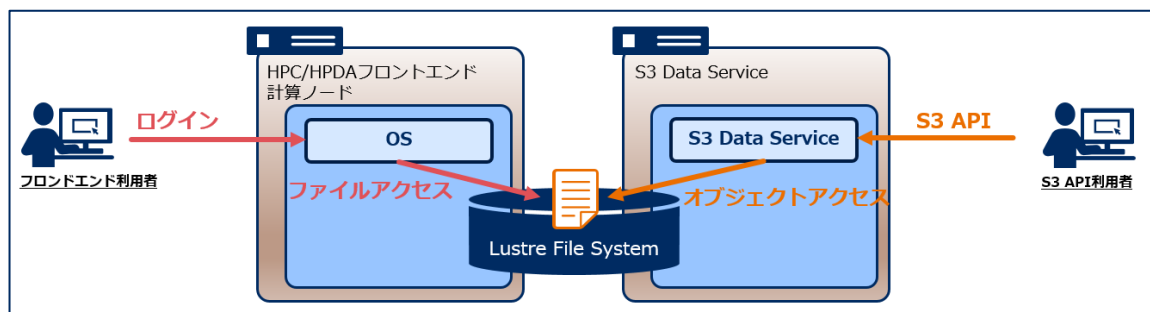 HPC/HPDAフロントエンド
計算ノード
S3 Data Service
ログイン
OS
S3 Data Service
S3 API
フロンドエンド利用者
ファイルアクセス
オブジェクトアクセス
S3 API利用者
Lustre File System